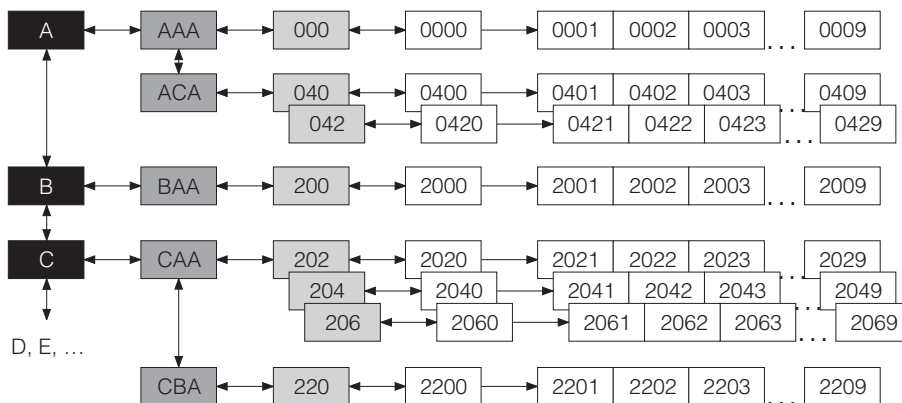 A AAA 000 0000 0001 0002 0003 ... 0009
ACA 040 0400 0401 0402 0403 ... 0409
042 0420 0421 0422 0423 ... 0429
B BAA 200 2000 2001 2002 2003 ... 2009
C CAA 202 2020 2021 2022 2023 ... 2029
204 2040 2041 2042 2043 ... 2049
206 2060 2061 2062 2063 ... 2069
D, E, ...
CBA 220 2200 2201 2202 2203 ... 2209